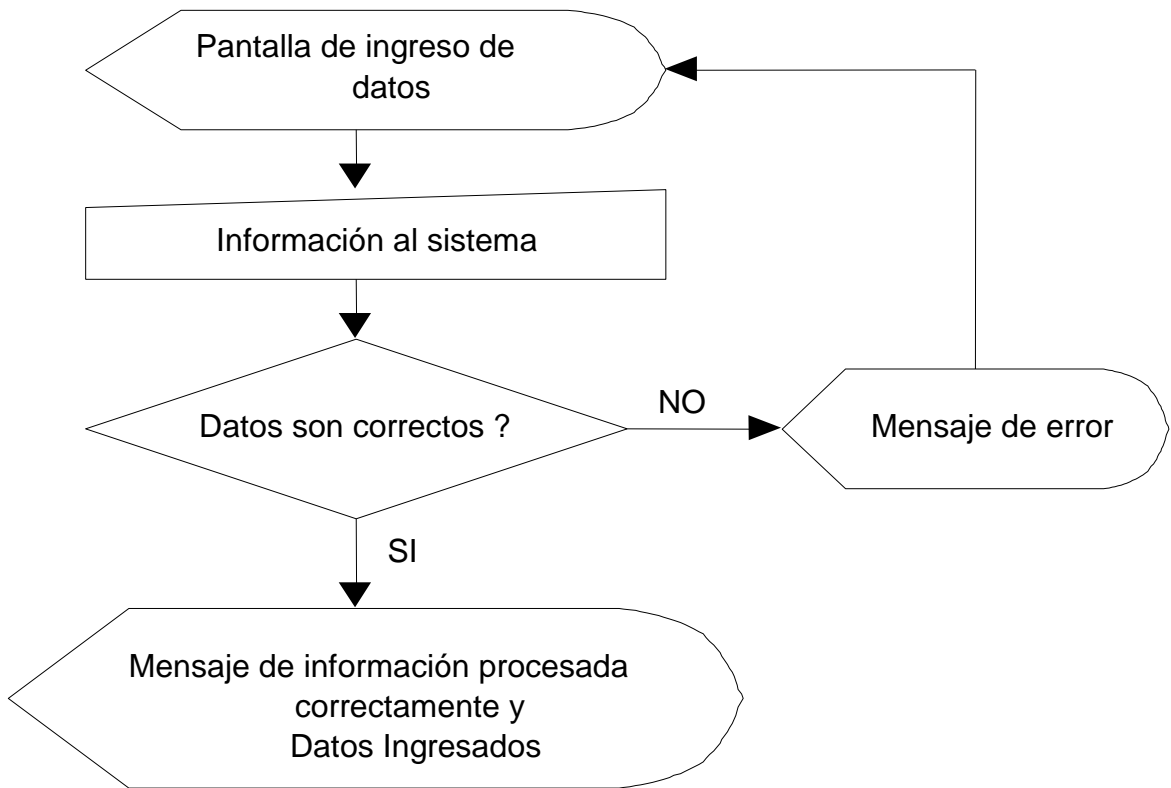 Pantalla de ingreso de
datos
Información al sistema
Datos son correctos ?
NO
Mensaje de error
SI
Mensaje de información procesada
correctamente y
Datos Ingresados